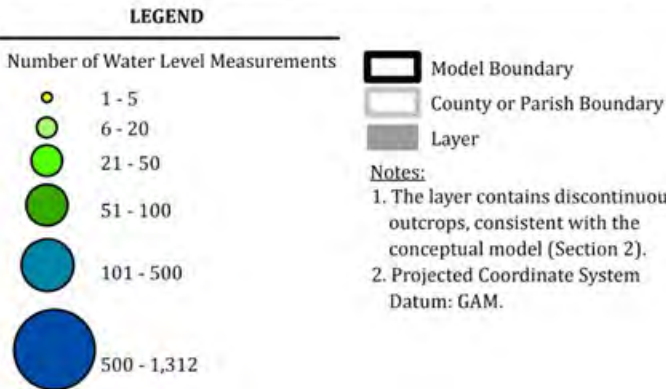 LEGEND
Number of Water Level Measurements
1 - 5
6 - 20
21 - 50
51 - 100
101 - 500
500 - 1,312
Model Boundary
County or Parish Boundary
Layer
Notes:
1. The layer contains discontinuou
outcrops, consistent with the
conceptual model (Section 2).
2. Projected Coordinate System
Datum: GAM.